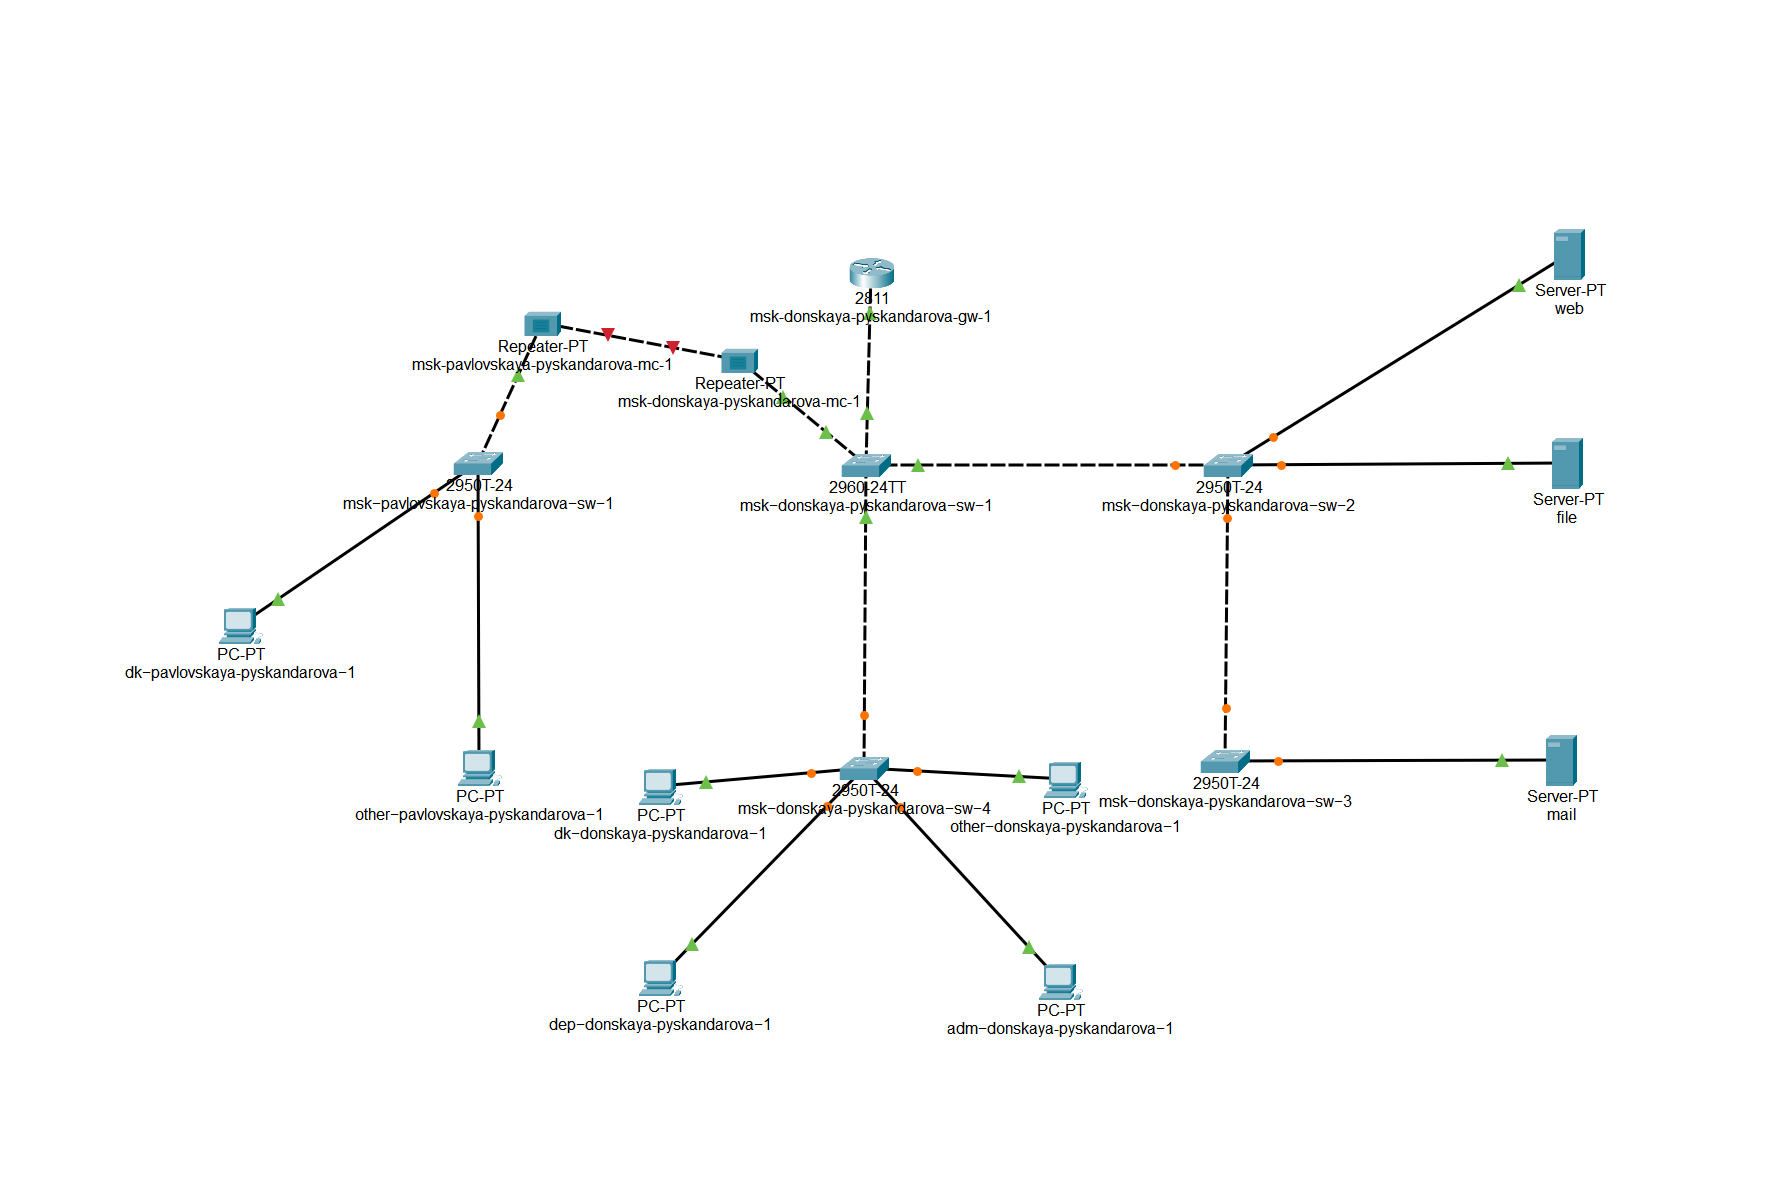 Server-PT
web
2811
msk-donskaya-pyskandarova-gw-1
Repeater-PT
msk-pavlovskaya-pyskandarova-mc-1
Repeater-PT
msk-donskaya-pyskandarova-mc-1
2950T-24
msk-pavlovskaya-pyskandarova-sw-1
2960-24TT
msk-donskaya-pyskandarova-sw-1
2950T-24
msk-donskaya-pyskandarova-sw-2
Server-PT
file
PC-PT
dk-pavlovskaya-pyskandarova-1
PC-PT
other-pavlovskaya-pyskandarova-1
PC-PT
dk-donskaya-pyskandarova-1
2950T-24
msk-donskaya-pyskandarova-sw-4
PC-PT
other-donskaya-pyskandarova-1
2950T-24
msk-donskaya-pyskandarova-sw-3
Server-PT
mail
PC-PT
dep-donskaya-pyskandarova-1
PC-PT
adm-donskaya-pyskandarova-1